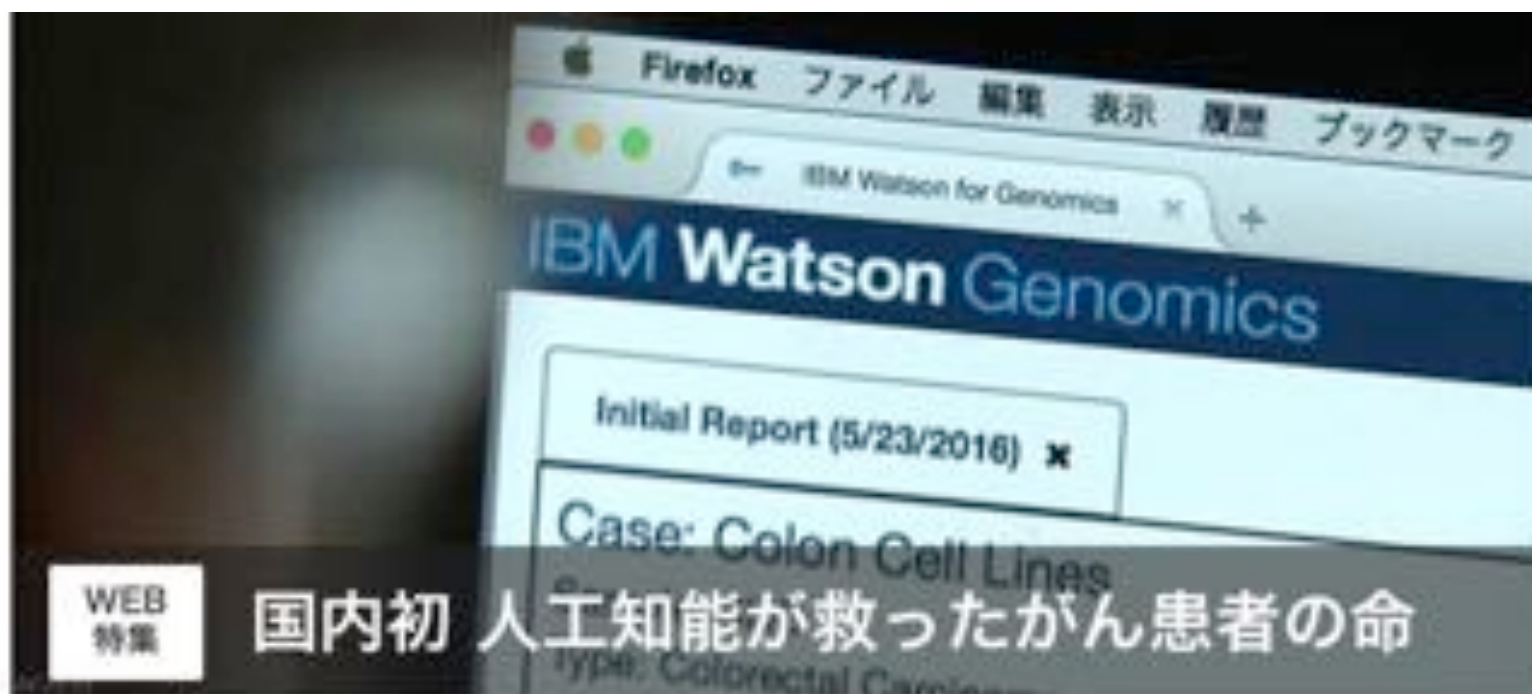 Firefox ファイル 編集 表示 履歴 ブックマーク
IBM Watson for Genomics
IBM Watson Genomics
Initial Report (5/23/2016) ✖
Case: Colon Cell Lines
WEB
特集
国内初 人工知能が救ったがん患者の命
Type: Colorectal